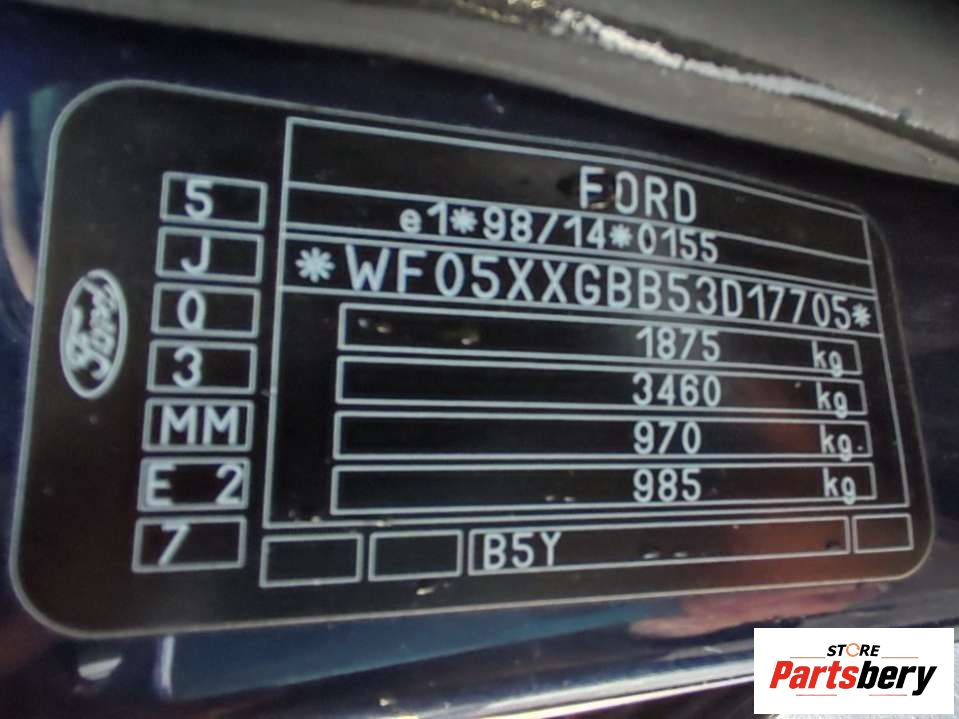 FORD
e1*98/14*0155
*WF05XXGBB53D17705*
1875 kg
3460 kg
970 kg
985 kg
B5Y
5
J
Q
3
MM
E 2
7
Ford
STORE
Partsbery